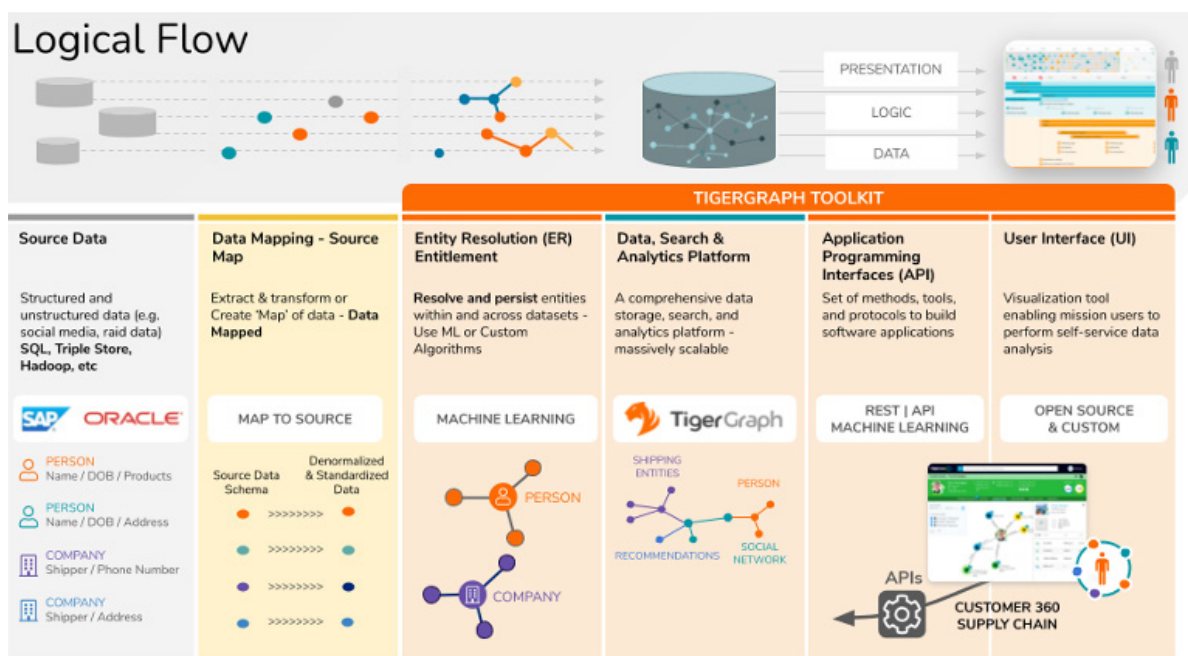 Logical Flow
PRESENTATION
LOGIC
DATA
TIGERGRAPH TOOLKIT
Source Data
Structured and
unstructured data (e.g.
social media, raid data)
SQL, Triple Store,
Hadoop, etc
SAP ORACLE
PERSON
Name / DOB / Products
PERSON
Name / DOB / Address
COMPANY
Shipper / Phone Number
COMPANY
Shipper / Address
Data Mapping - Source
Map
Extract & transform or
Create ‘Map’ of data - Data
Mapped
MAP TO SOURCE
Source Data
Schema
Denormalized
& Standardized
Data
>>>>>>>>
>>>>>>>>
>>>>>>>>
>>>>>>>>
Entity Resolution (ER)
Entitlement
Resolve and persist entities
within and across datasets -
Use ML or Custom
Algorithms
MACHINE LEARNING
PERSON
COMPANY
Data, Search &
Analytics Platform
A comprehensive data
storage, search, and
analytics platform -
massively scalable
TigerGraph
SHIPPING
ENTITIES
PERSON
RECOMMENDATIONS
SOCIAL
NETWORK
Application
Programming
Interfaces (API)
Set of methods, tools,
and protocols to build
software applications
REST | API
MACHINE LEARNING
APIs
User Interface (UI)
Visualization tool
enabling mission users to
perform self-service data
analysis
OPEN SOURCE
& CUSTOM
CUSTOMER 360
SUPPLY CHAIN